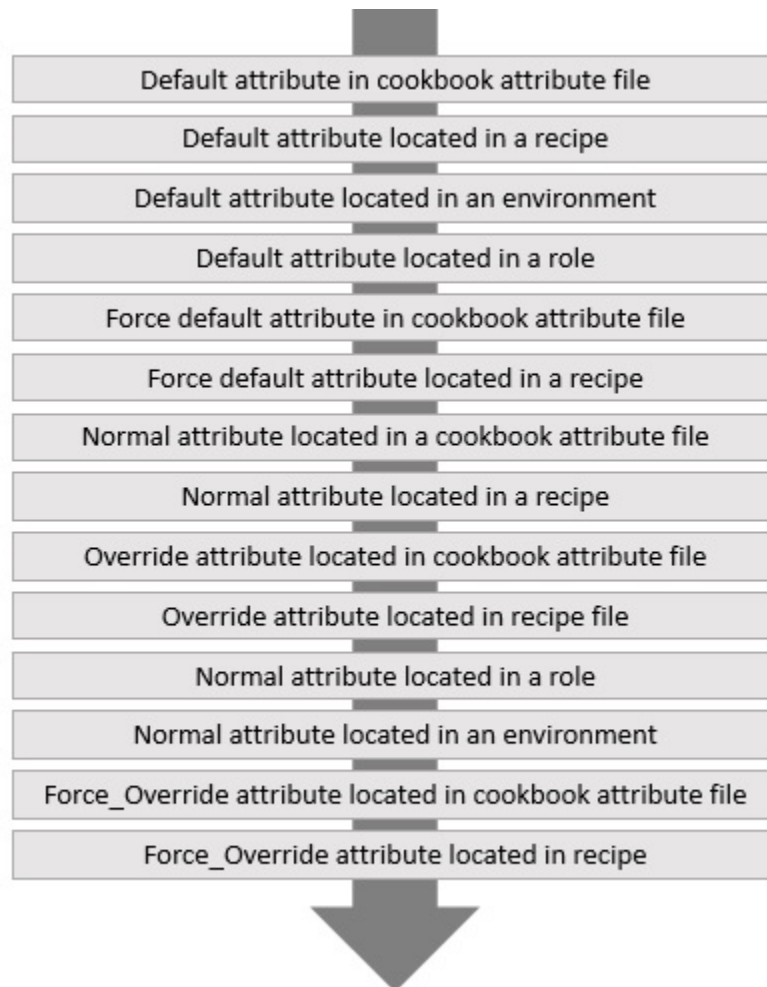 Default attribute in cookbook attribute file
Default attribute located in a recipe
Default attribute located in an environment
Default attribute located in a role
Force default attribute in cookbook attribute file
Force default attribute located in a recipe
Normal attribute located in a cookbook attribute file
Normal attribute located in a recipe
Override attribute located in cookbook attribute file
Override attribute located in recipe file
Normal attribute located in a role
Normal attribute located in an environment
Force_Override attribute located in cookbook attribute file
Force_Override attribute located in recipe